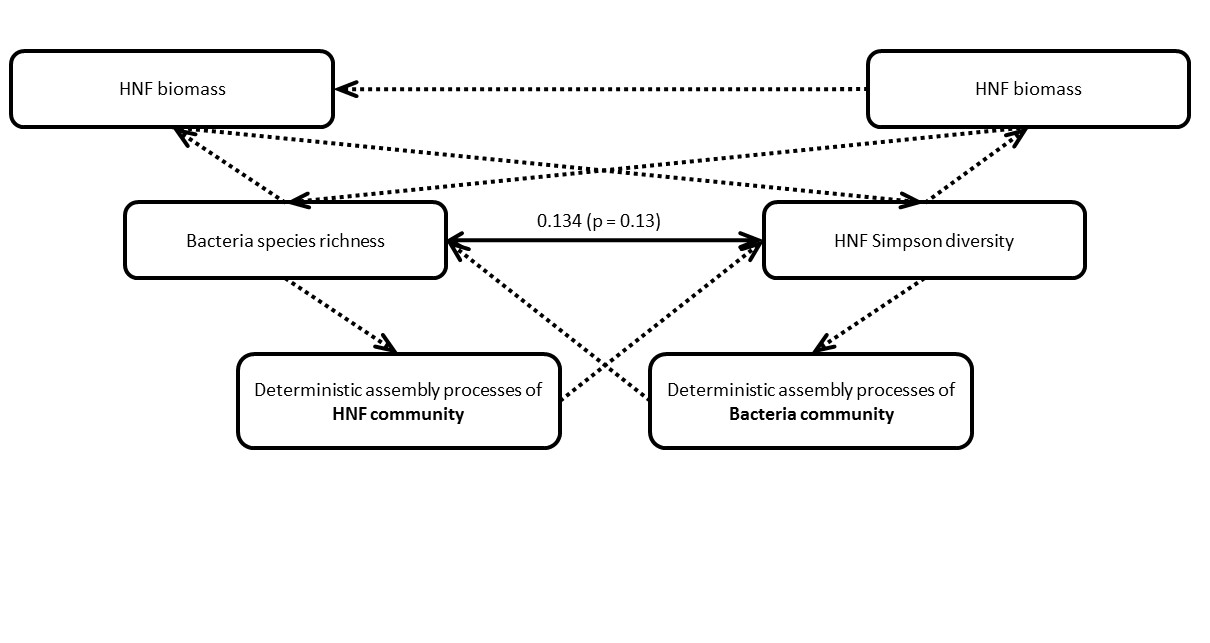 HNF biomass
HNF biomass
0.134 (p = 0.13)
Bacteria species richness
HNF Simpson diversity
Deterministic assembly processes of
HNF community
Deterministic assembly processes of
Bacteria community